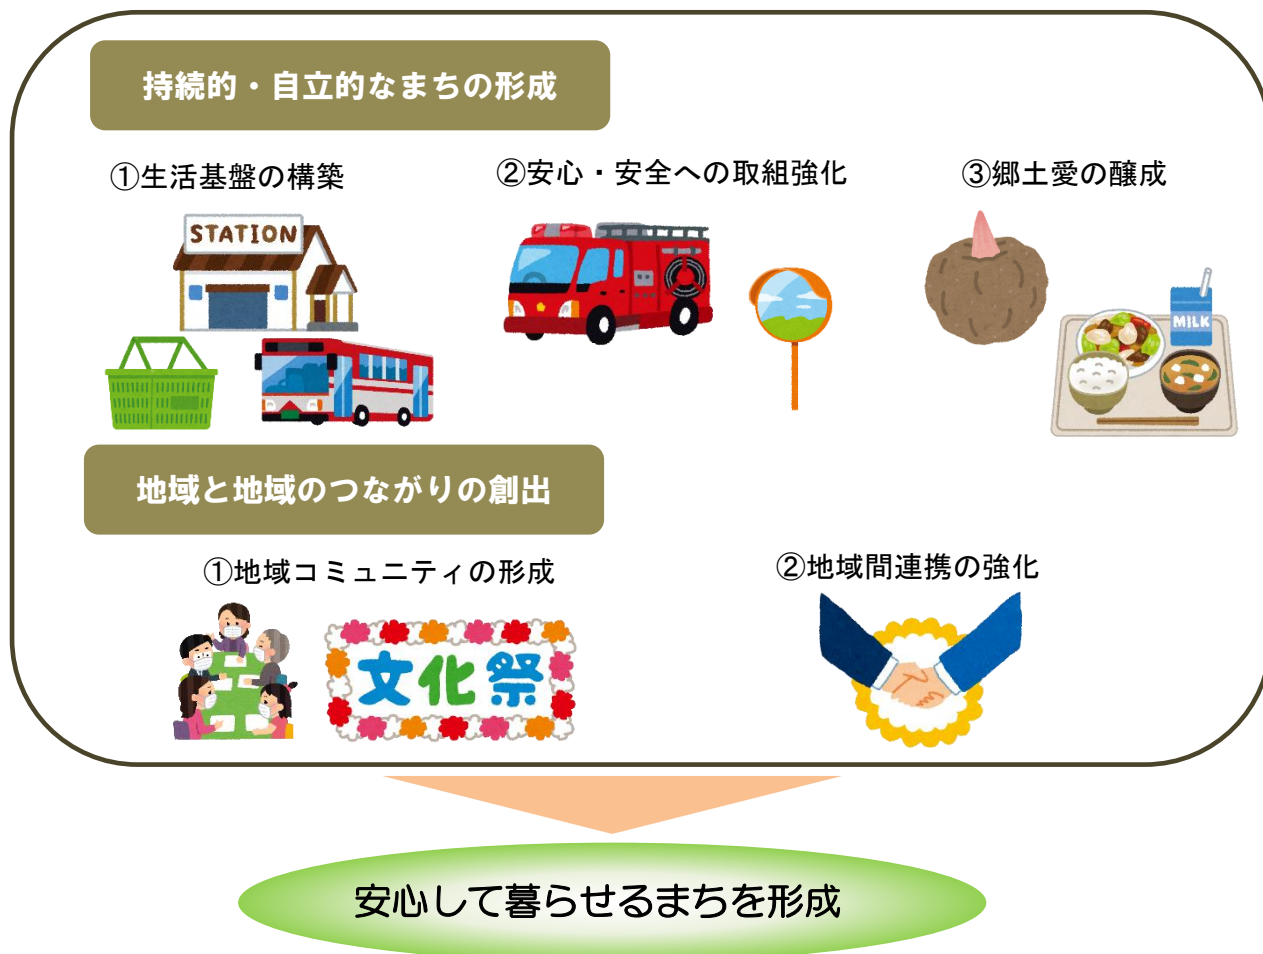 持続的・自立的なまちの形成
①生活基盤の構築
②安心・安全への取組強化
③郷土愛の醸成
STATION
MILK
地域と地域のつながりの創出
①地域コミュニティの形成
②地域間連携の強化
文化祭
安心して暮らせるまちを形成